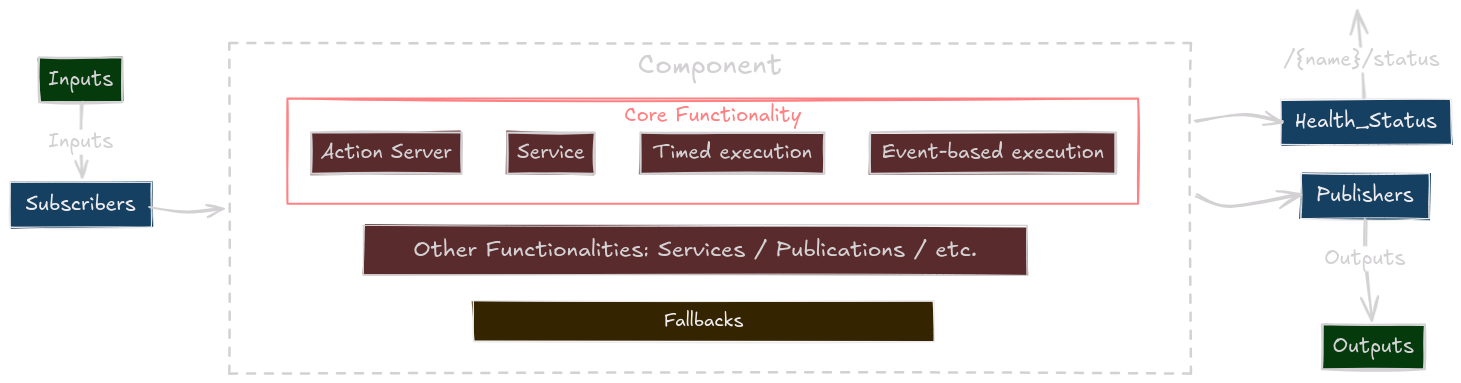 Inputs
Inputs
Subscribers
Component
Core Functionality
Action Server
Service
Timed execution
Event-based execution
Other Functionalities: Services / Publications / etc.
Fallbacks
/{name}/status
Health_Status
Publishers
Outputs
Outputs